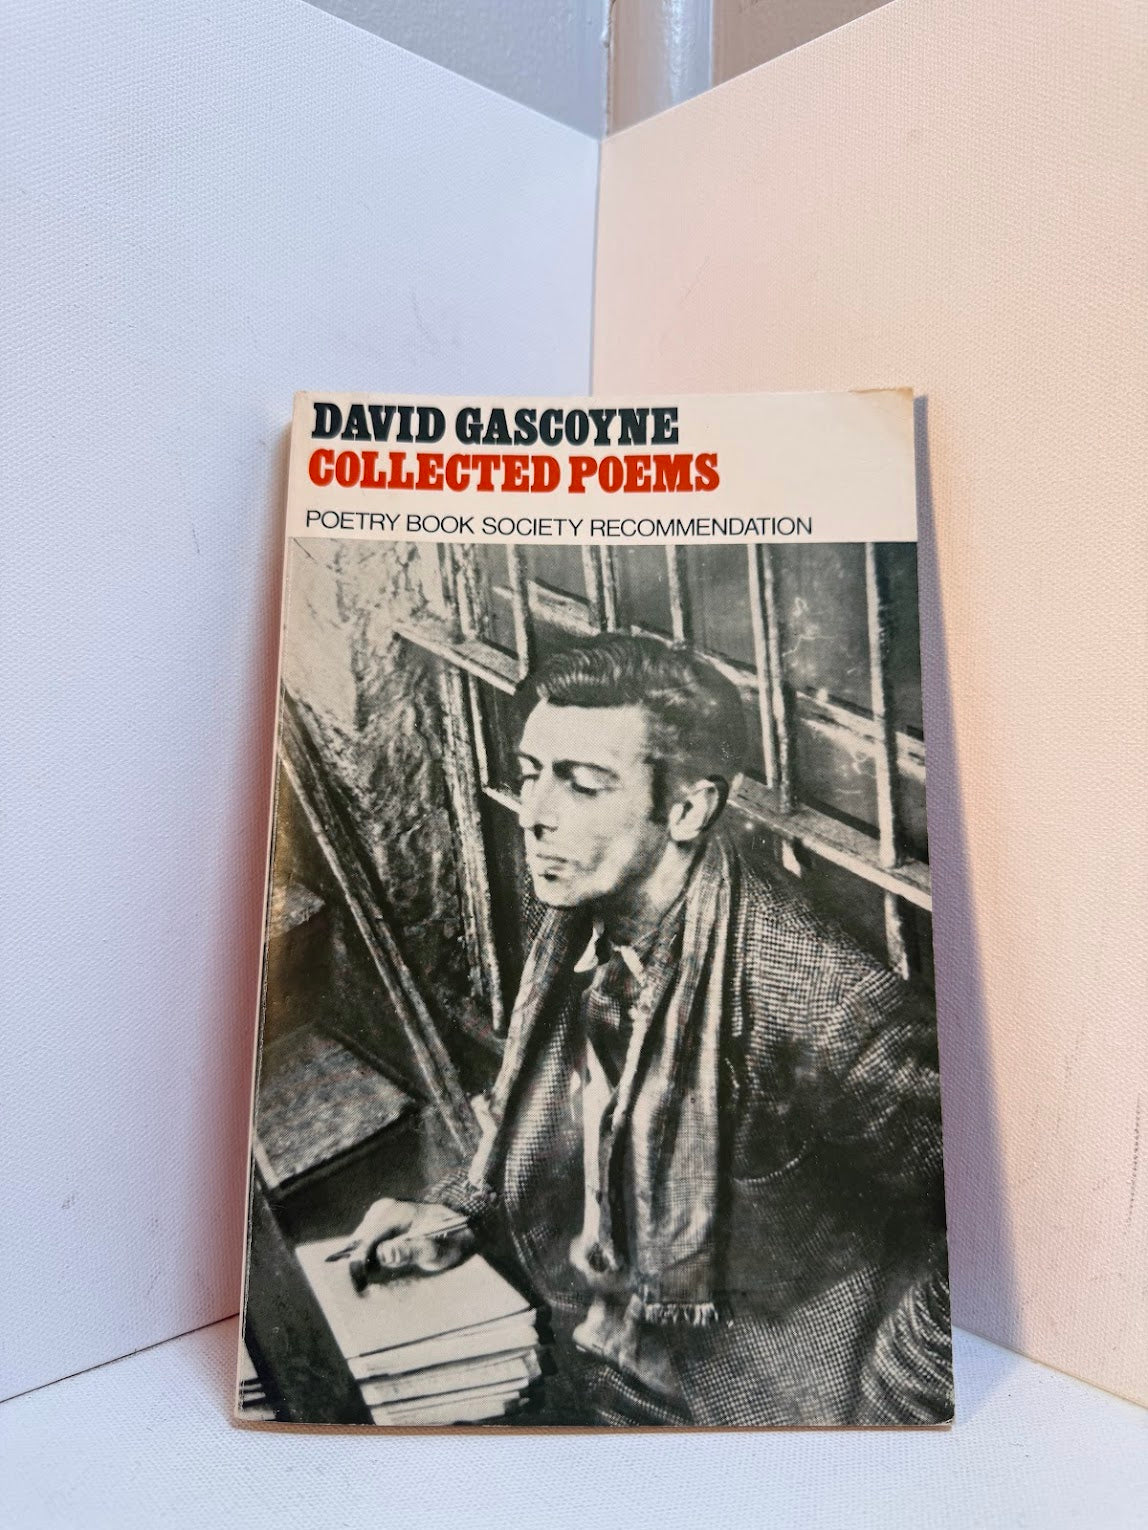 DAVID GASCOYNE
COLLECTED POEMS
POETRY BOOK SOCIETY RECOMMENDATION